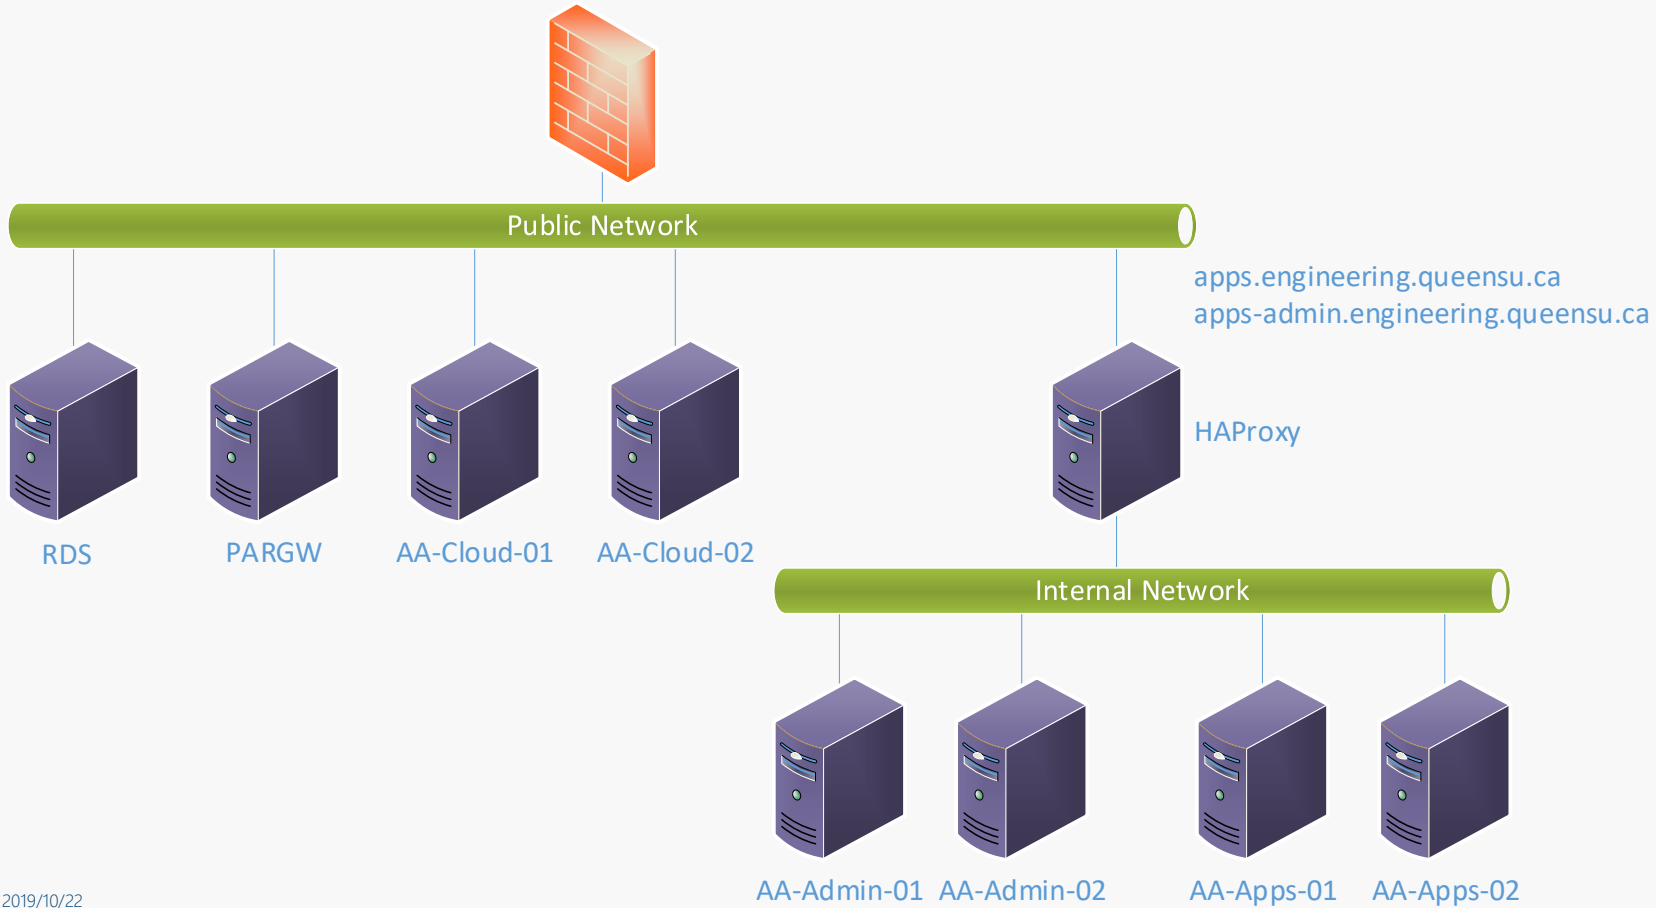 Public Network
apps.engineering.queensu.ca
apps-admin.engineering.queensu.ca
HAProxy
RDS
PARGW
AA-Cloud-01
AA-Cloud-02
Internal Network
AA-Admin-01
AA-Admin-02
AA-Apps-01
AA-Apps-02
2019/10/22